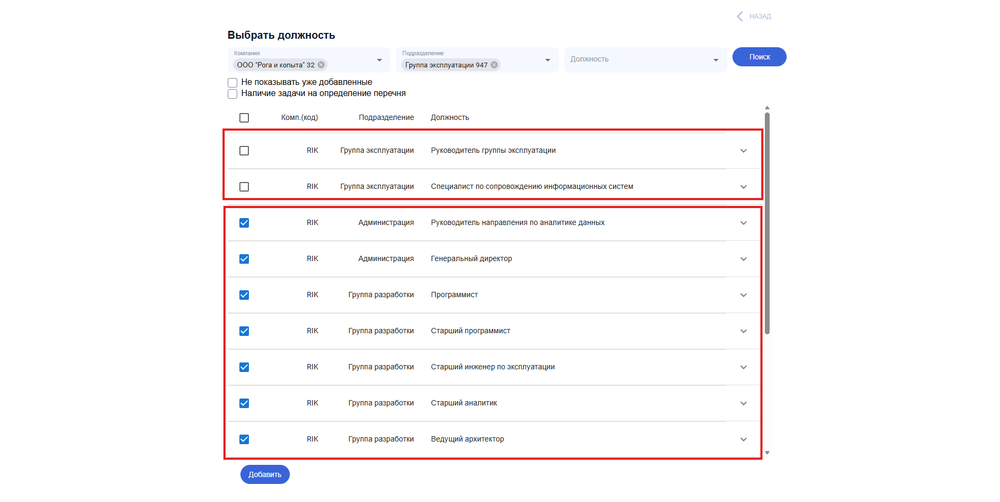 НАЗАД
Выбрать должность
Компания
ООО "Рога и копыта" 32
Подразделение
Группа эксплуатации 947
Должность
Поиск
Не показывать уже добавленные
Наличие задачи на определение перечня
Комп.(код) Подразделение Должность
RIK Группа эксплуатации Руководитель группы эксплуатации
RIK Группа эксплуатации Специалист по сопровождению информационных систем
RIK Администрация Руководитель направления по аналитике данных
RIK Администрация Генеральный директор
RIK Группа разработки Программист
RIK Группа разработки Старший программист
RIK Группа разработки Старший инженер по эксплуатации
RIK Группа разработки Старший аналитик
RIK Группа разработки Ведущий архитектор
Добавить